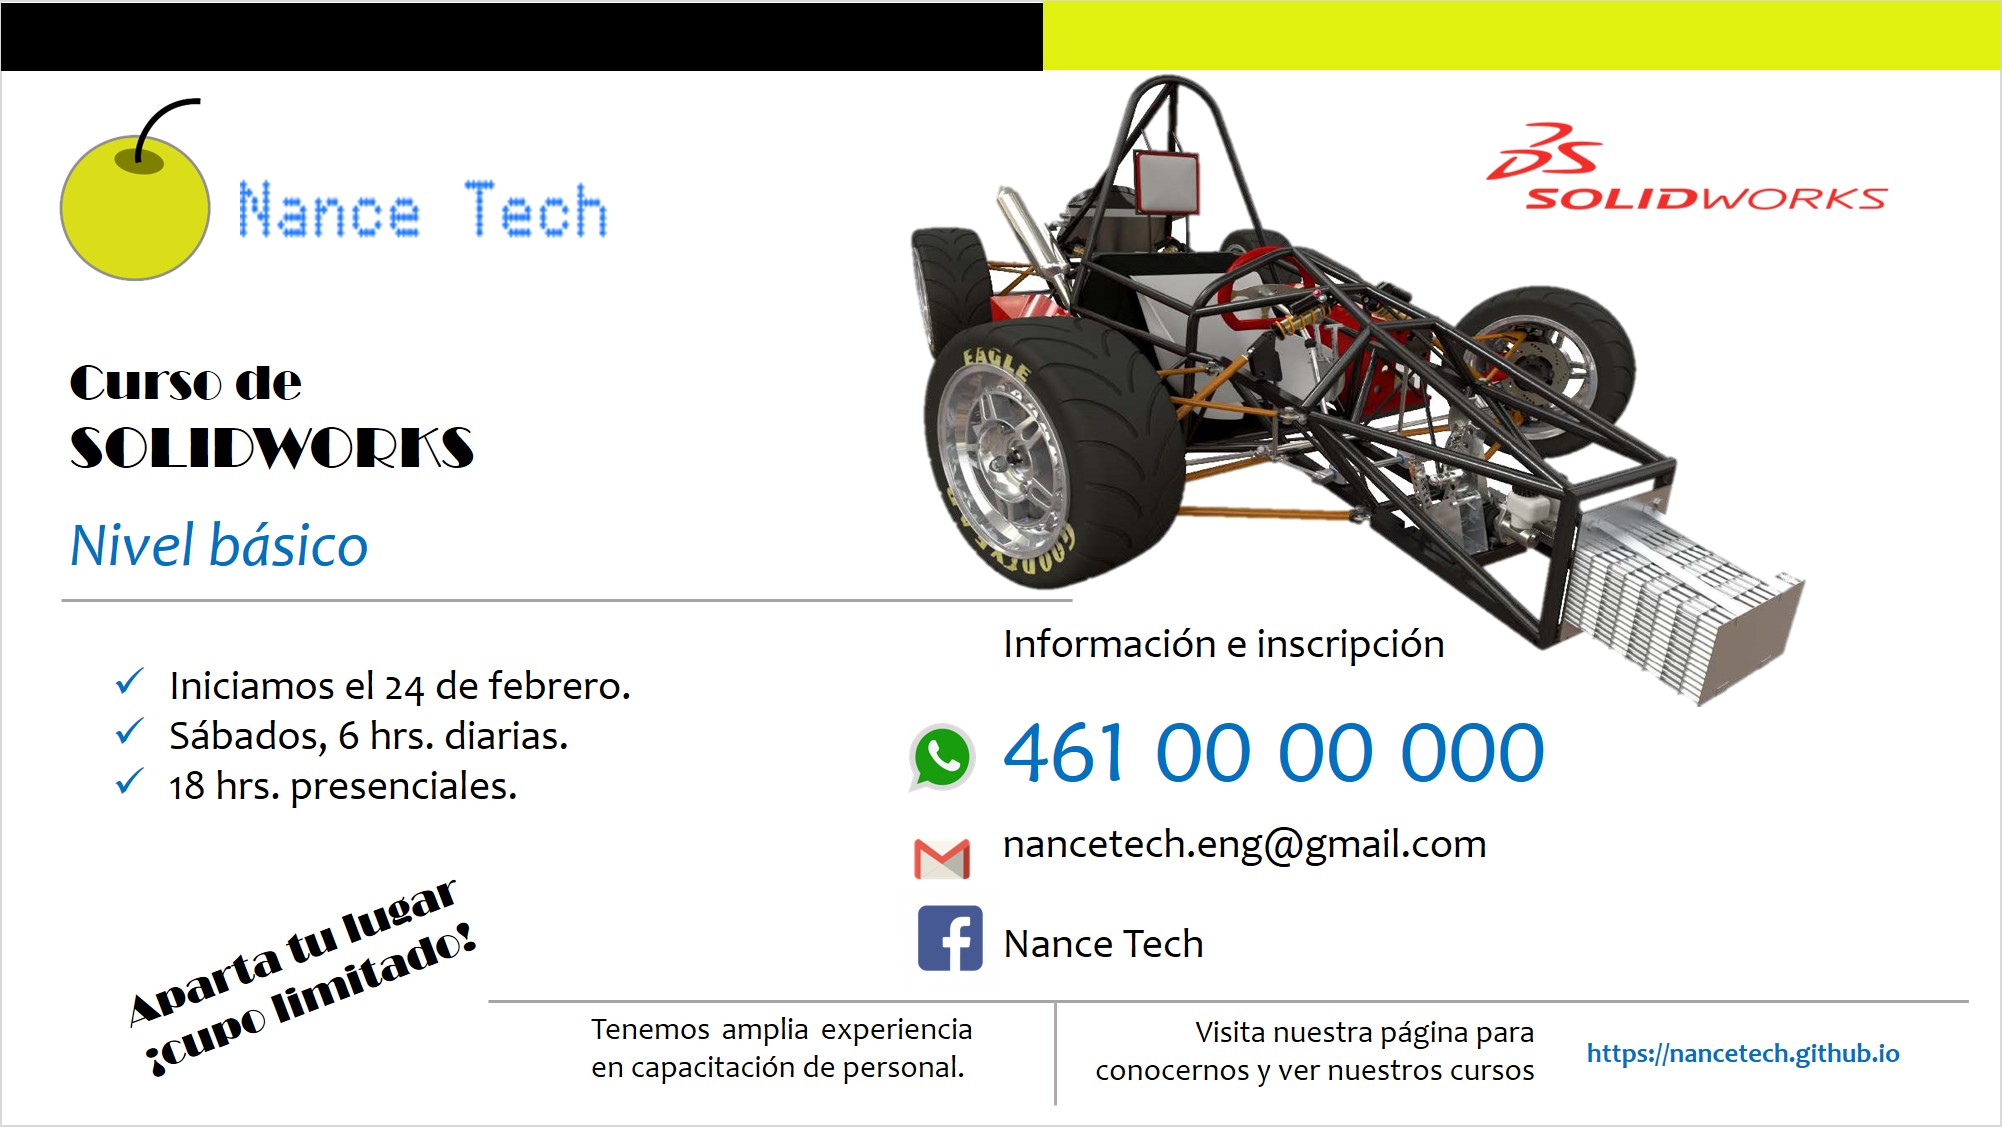 Nance Tech
SOLIDWORKS
EAGLE
GOODYEAR
Curso de
SOLIDWORKS
Nivel básico
Iniciamos el 24 de febrero.
Sábados, 6 hrs. diarias.
18 hrs. presenciales.
Aparta tu lugar
¡cupo limitado!
Información e inscripción
461 00 00 000
nancetech.eng@gmail.com
Nance Tech
Tenemos amplia experiencia
en capacitación de personal.
Visita nuestra página para
conocernos y ver nuestros cursos
https://nancetech.github.io